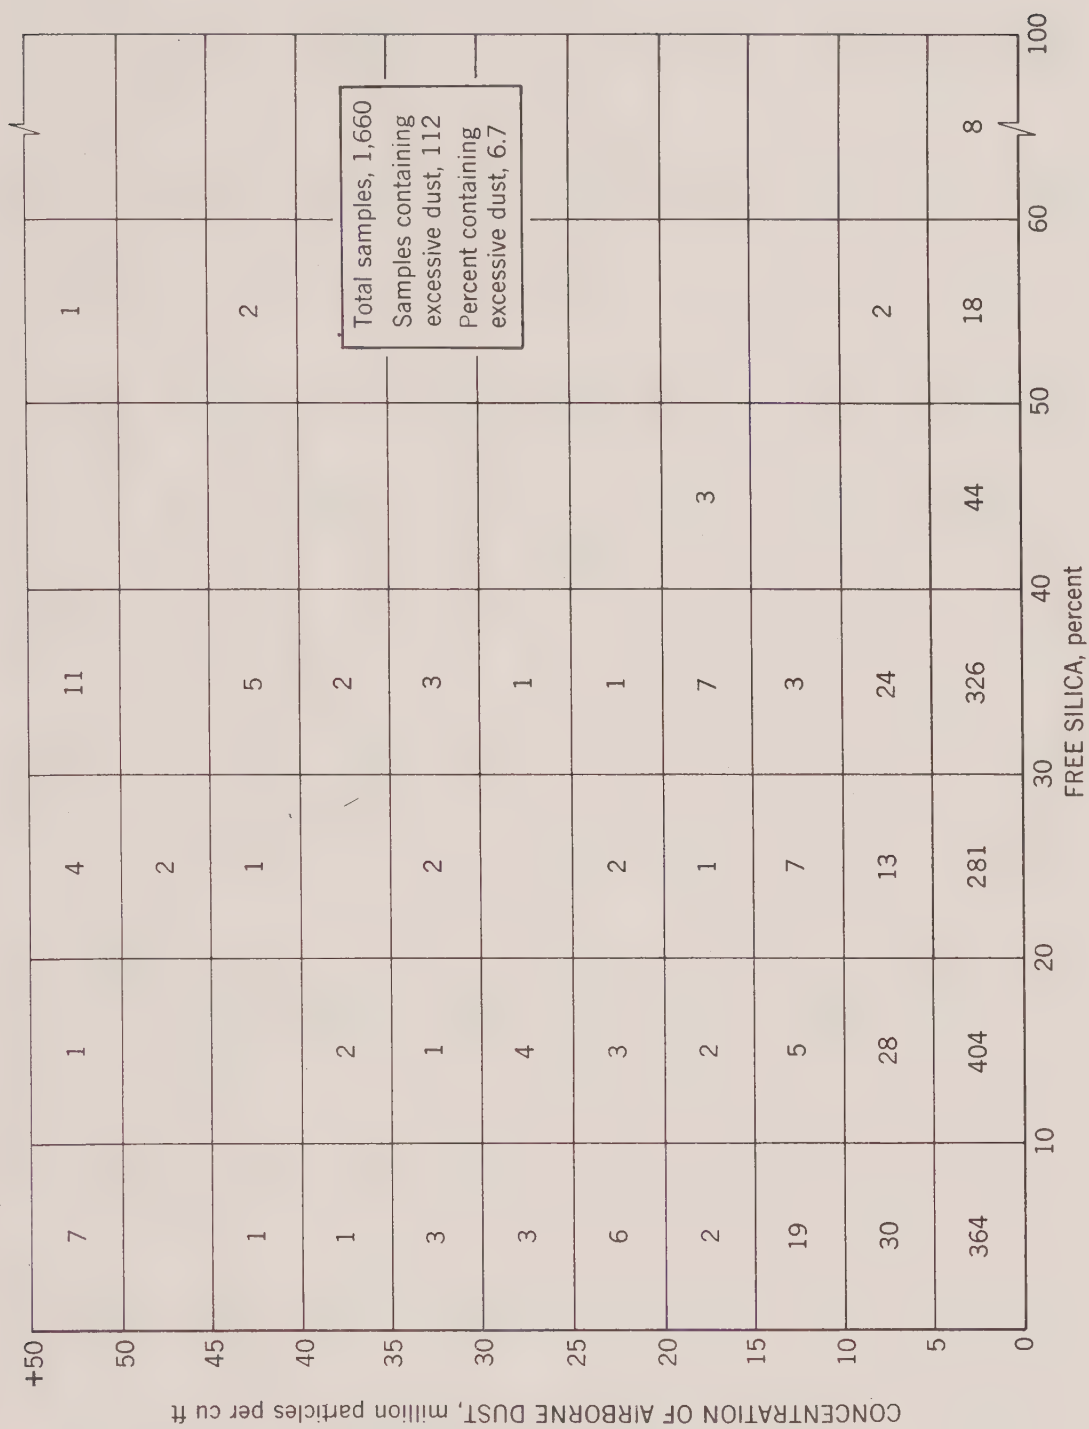 CONCENTRATION OF AIRBORNE DUST, million particles per cu ft
+50
7 1 4 11 1
50
2
45
1 1 5 2
40
1 2 2
35
3 1 2 3
30
3 4 1
25
6 3 2 1
20
2 2 1 7 3
15
19 5 7 3
10
30 28 13 24 2
5
364 404 281 326 44 18 8
0
Total samples, 1,660
Samples containing
excessive dust, 112
Percent containing
excessive dust, 6.7
10 20 30 40 50 60 100
FREE SILICA, percent